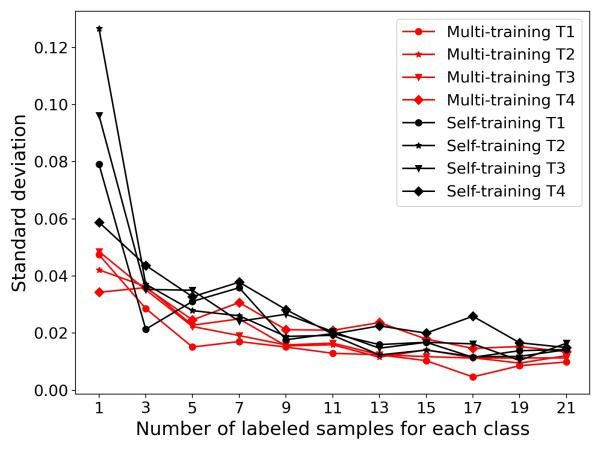 Standard deviation
0.12
0.10
0.08
0.06
0.04
0.02
0.00
Multi-training T1
Multi-training T2
Multi-training T3
Multi-training T4
Self-training T1
Self-training T2
Self-training T3
Self-training T4
1 3 5 7 9 11 13 15 17 19 21
Number of labeled samples for each class